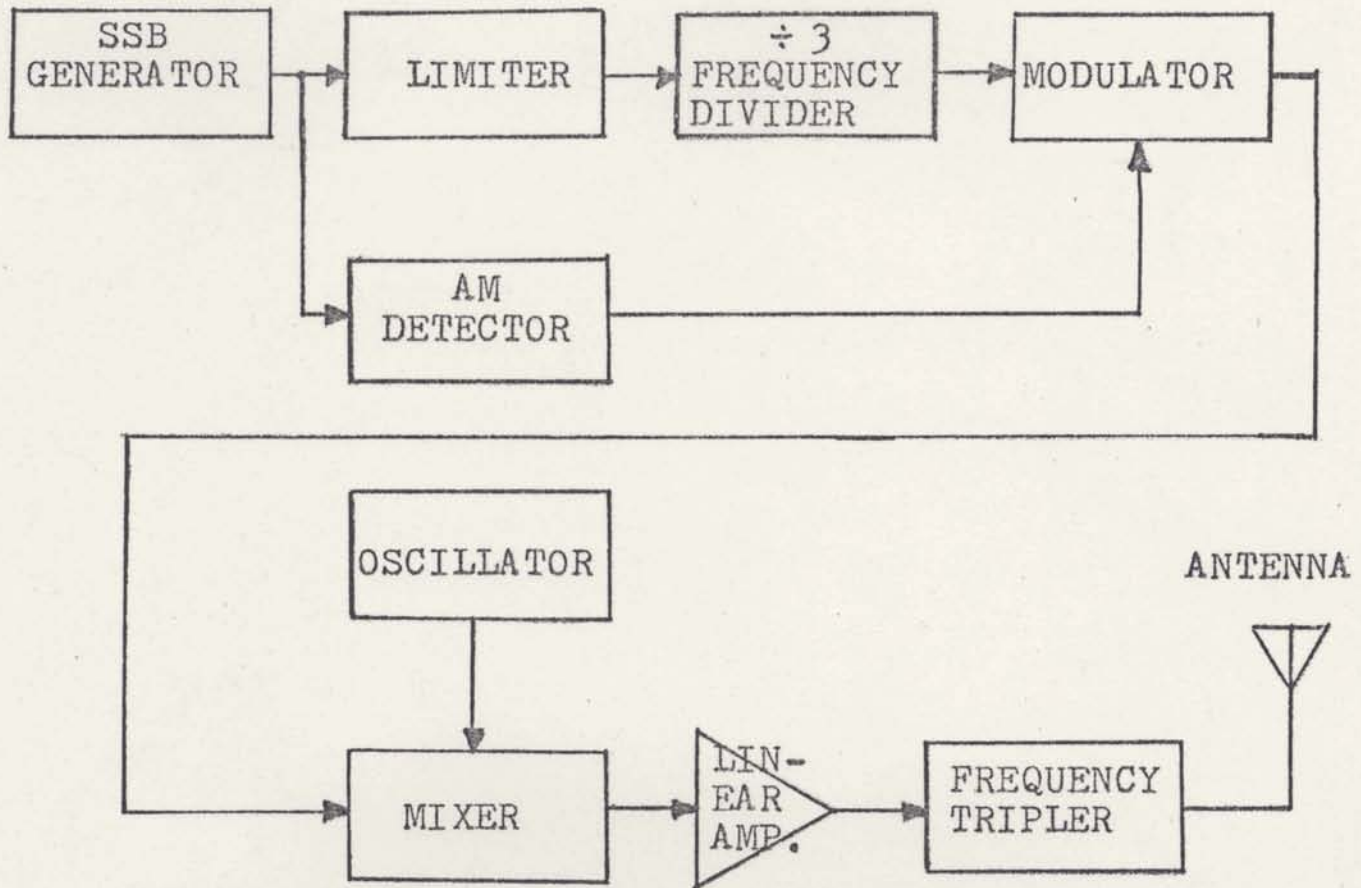 SSB
GENERATOR
LIMITER
÷ 3
FREQUENCY
DIVIDER
MODULATOR
AM
DETECTOR
OSCILLATOR
ANTENNA
MIXER
LIN-
EAR
AMP.
FREQUENCY
TRIPLER